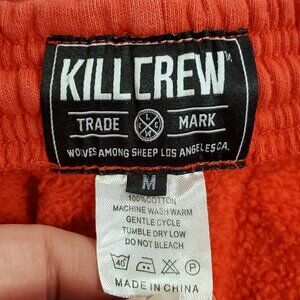 KILLCREW
TRADE MARK
WOLVES AMONG SHEEP LOS ANGELES CA.
M
100%COTTON
MACHINE WASH WARM
GENTLE CYCLE
TUMBLE DRY LOW
DO NOT BLEACH
40
MADE IN CHINA